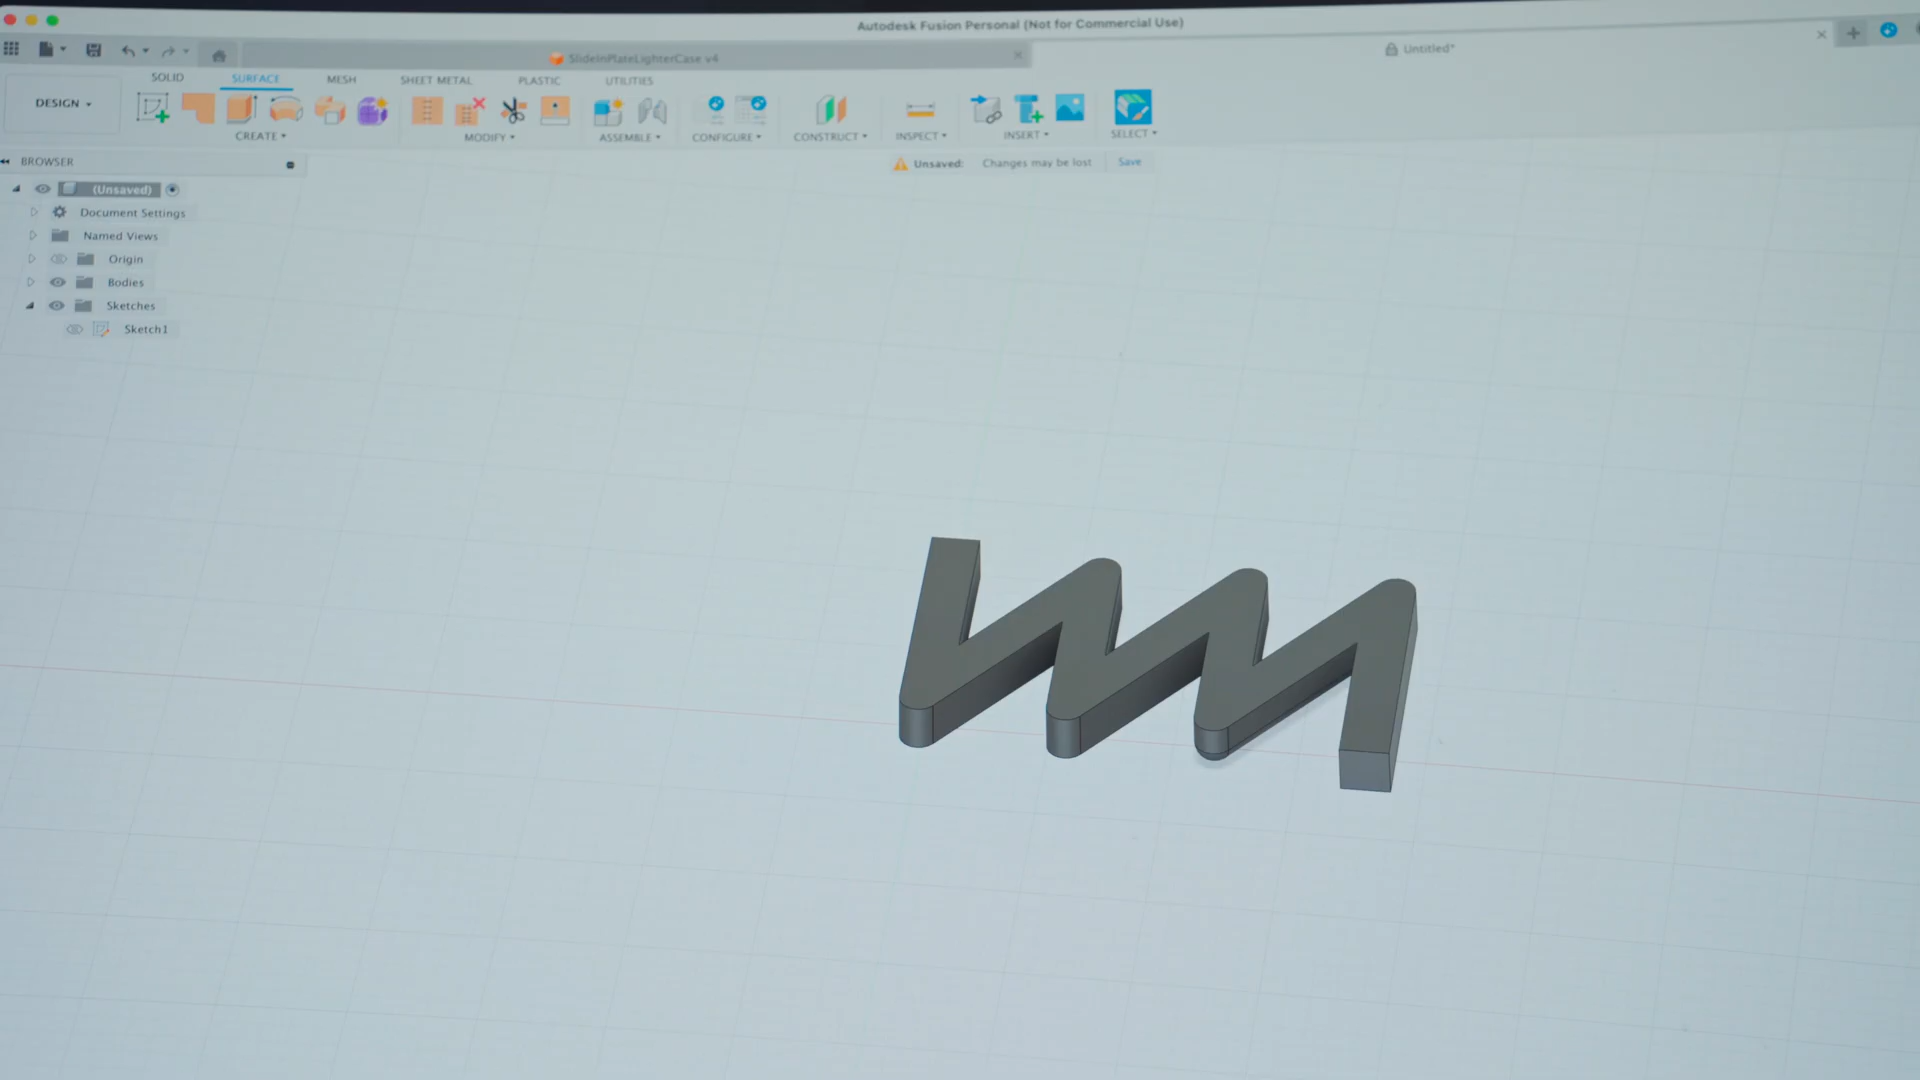 Autodesk Fusion Personal (Not for Commercial Use)
SlideInPlateLighterCase v4
Untitled*
SOLID SURFACE MESH SHEET METAL PLASTIC UTILITIES
DESIGN
CREATE MODIFY ASSEMBLE CONFIGURE CONSTRUCT INSPECT INSERT SELECT
BROWSER
Unsaved: Changes may be lost Save
(Unsaved)
Document Settings
Named Views
Origin
Bodies
Sketches
Sketch1